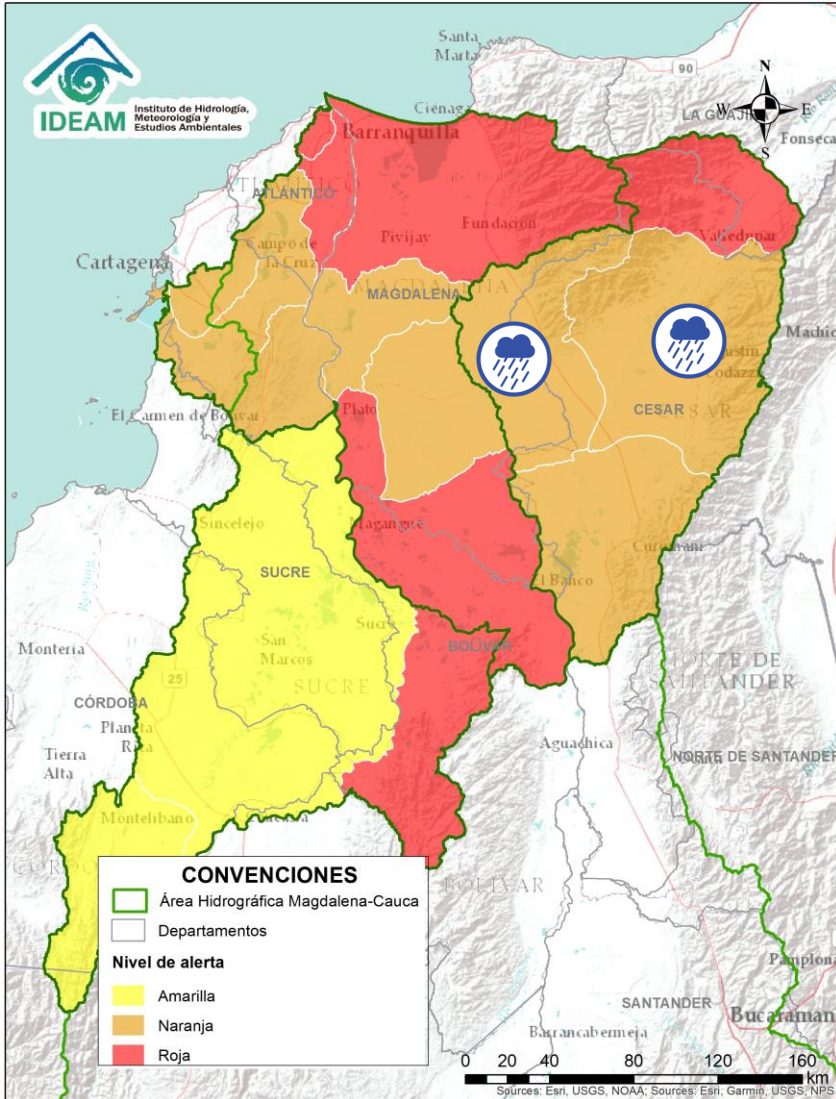 IDEAM
Instituto de Hidrología,
Meteorología y
Estudios Ambientales
Santa
Marta
90
N
W
E
S
Ciénaga
LA GUAJIRA
Fonseca
Barranquilla
ATLÁNTICO
Pivijay
Fundación
Valledupar
Cartagena
Campo de
la Cruz
MAGDALENA
Codazzi
CESAR
CESAR
El Carmen de Bolívar
Plato
Sincelejo
Magangué
SUCRE
El Banco
Sucre
BOLÍVAR
San
Marcos
SUCRE
Montería
25
NORTE DE
SANTANDER
CÓRDOBA
Planeta
Rica
Aguachica
Tierra
Alta
NORTE DE SANTANDER
Montelíbano
BOLÍVAR
CONVENCIONES
Área Hidrográfica Magdalena-Cauca
Departamentos
Nivel de alerta
Amarilla
Naranja
Roja
Pamplona
SANTANDER
Bucaraman
Barrancabermeja
0 20 40 80 120 160
km
Sources: Esri, USGS, NOAA; Sources: Esri, Garmin, USGS, NPS